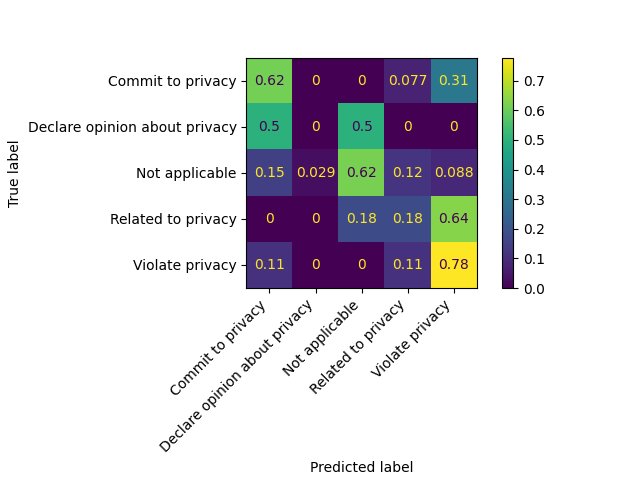 Commit to privacy 0.62 0 0 0.077 0.31
Declare opinion about privacy 0.5 0 0.5 0 0
Not applicable 0.15 0.029 0.62 0.12 0.088
Related to privacy 0 0 0.18 0.18 0.64
Violate privacy 0.11 0 0 0.11 0.78
True label
Commit to privacy
Declare opinion about privacy
Not applicable
Related to privacy
Violate privacy
Predicted label
0.7
0.6
0.5
0.4
0.3
0.2
0.1
0.0